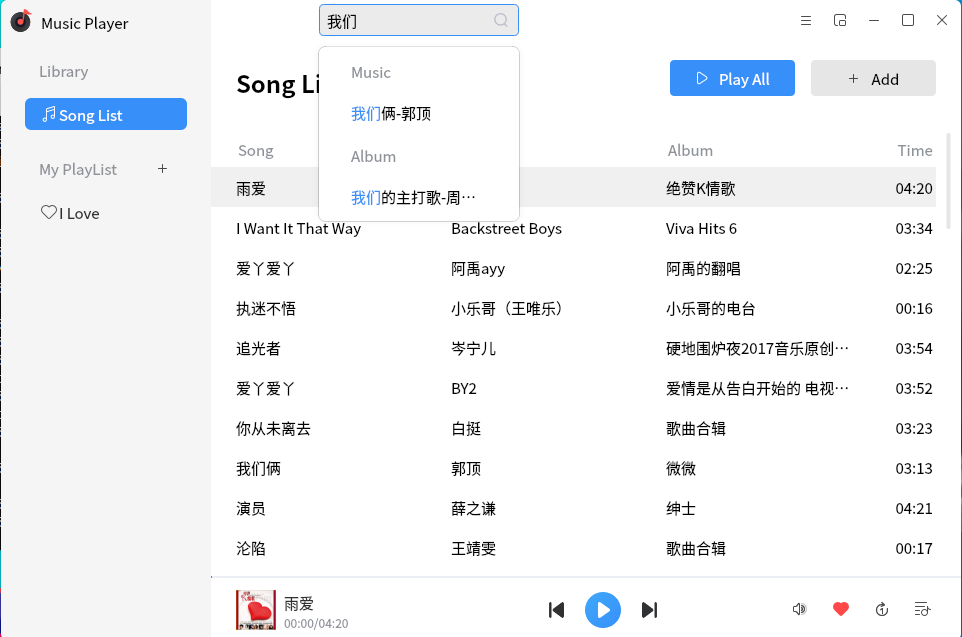 Music Player
我们
Library
Song List
My PlayList +
I Love
Music
我们俩-郭顶
Album
我们的主打歌-周…
Song Li
Play All
+ Add
Song Album Time
雨爱 绝赞K情歌 04:20
I Want It That Way Backstreet Boys Viva Hits 6 03:34
爱丫爱丫 阿禹ayy 阿禹的翻唱 02:25
执迷不悟 小乐哥（王唯乐） 小乐哥的电台 00:16
追光者 岑宁儿 硬地围炉夜2017音乐原创… 03:54
爱丫爱丫 BY2 爱情是从告白开始的 电视… 03:52
你从未离去 白挺 歌曲合辑 03:23
我们俩 郭顶 微微 03:13
演员 薛之谦 绅士 04:21
沦陷 王靖雯 歌曲合辑 00:17
雨爱
00:00/04:20